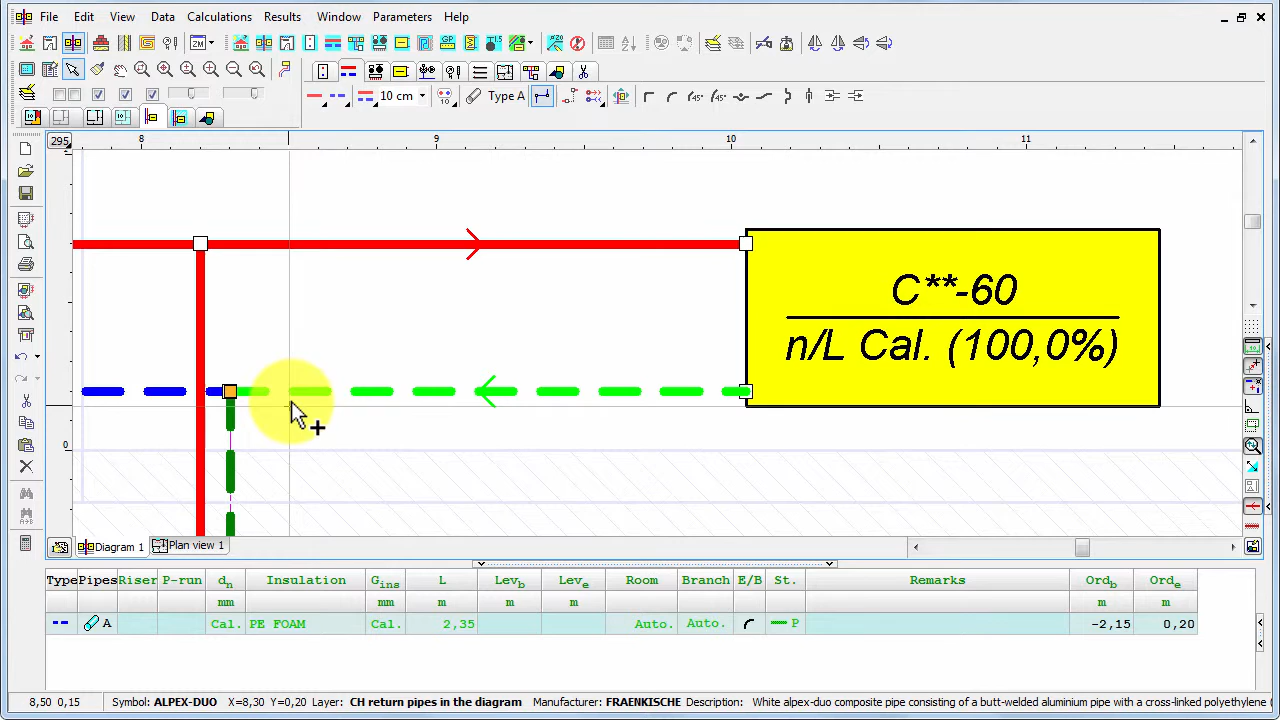 File Edit View Data Calculations Results Window Parameters Help
10 cm Type A
295 8 9 10 11
C**-60
n/L Cal. (100,0%)
0
Diagram 1 Plan view 1
Type Pipes Riser P-run dn Insulation Gins L Levb Leve Room Branch E/B St. Remarks Ordb Orde
mm mm m m m m m
A Cal. PE FOAM Cal. 2,35 Auto. Auto. P -2,15 0,20
8,50 0,15 Symbol: ALPEX-DUO X=8,30 Y=0,20 Layer: CH return pipes in the diagram Manufacturer: FRAENKISCHE Description: White alpex-duo composite pipe consisting of a butt-welded aluminium pipe with a cross-linked polyethylene (